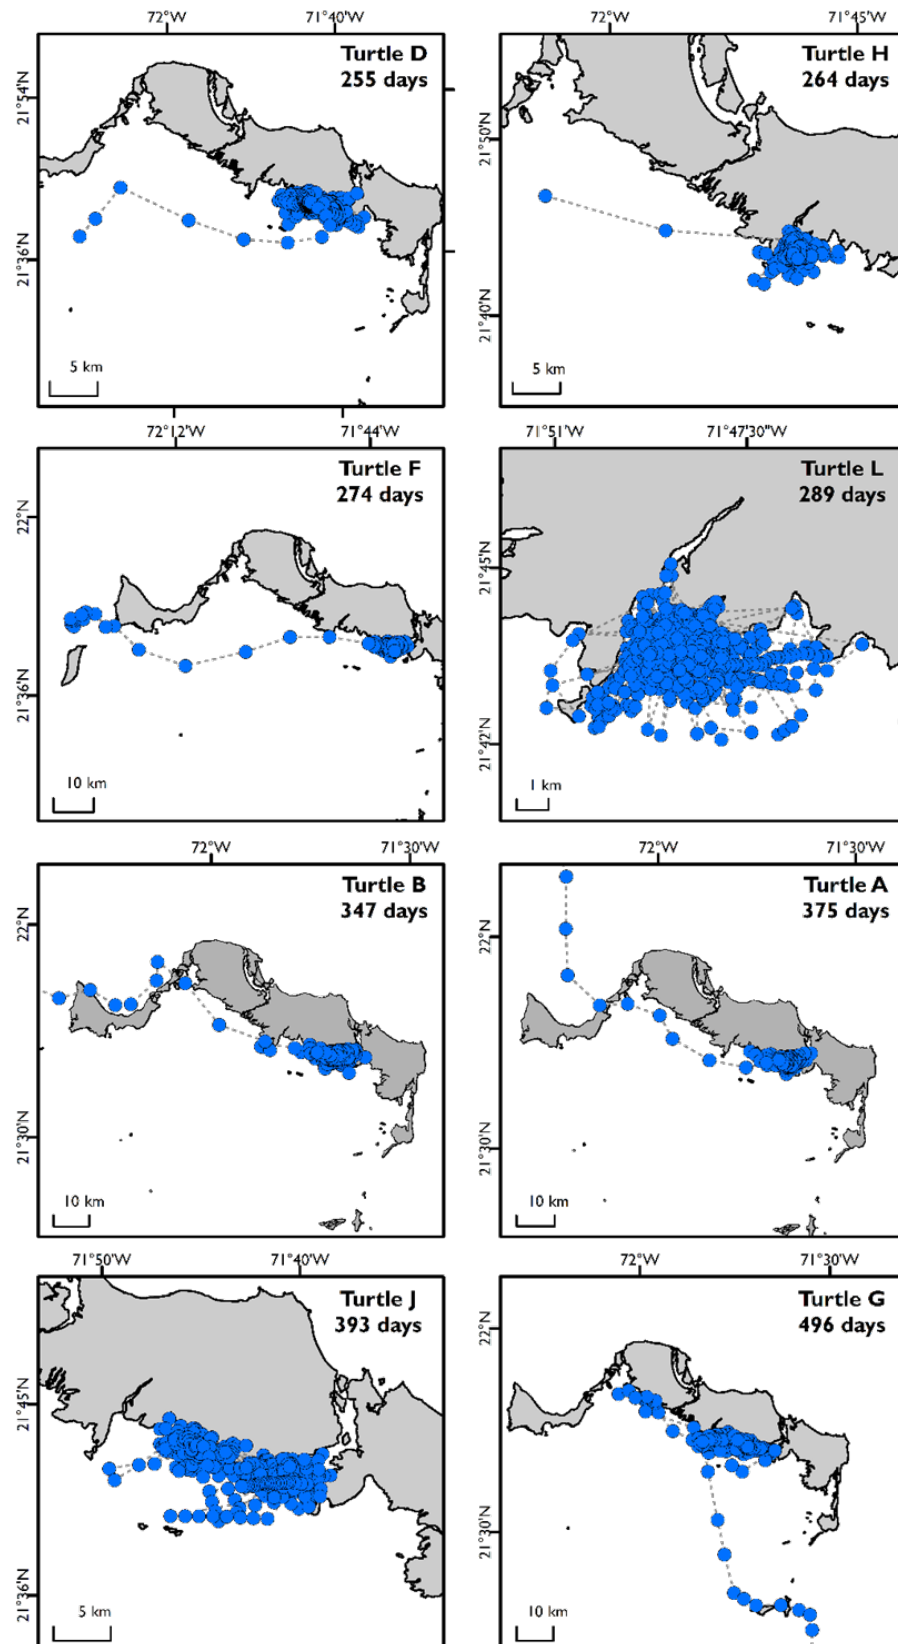 72°W 71°40'W
Turtle D
255 days
21°54'N
21°36'N
5 km
72°W 71°45'W
Turtle H
264 days
21°50'N
21°40'N
5 km
72°12'W 71°44'W
Turtle F
274 days
22°N
21°36'N
10 km
71°51'W 71°47'30"W
Turtle L
289 days
21°45'N
21°42'N
1 km
72°W 71°30'W
Turtle B
347 days
22°N
21°30'N
10 km
72°W 71°30'W
Turtle A
375 days
22°N
21°30'N
10 km
71°50'W 71°40'W
Turtle J
393 days
21°45'N
21°36'N
5 km
72°W 71°30'W
Turtle G
496 days
22°N
21°30'N
10 km